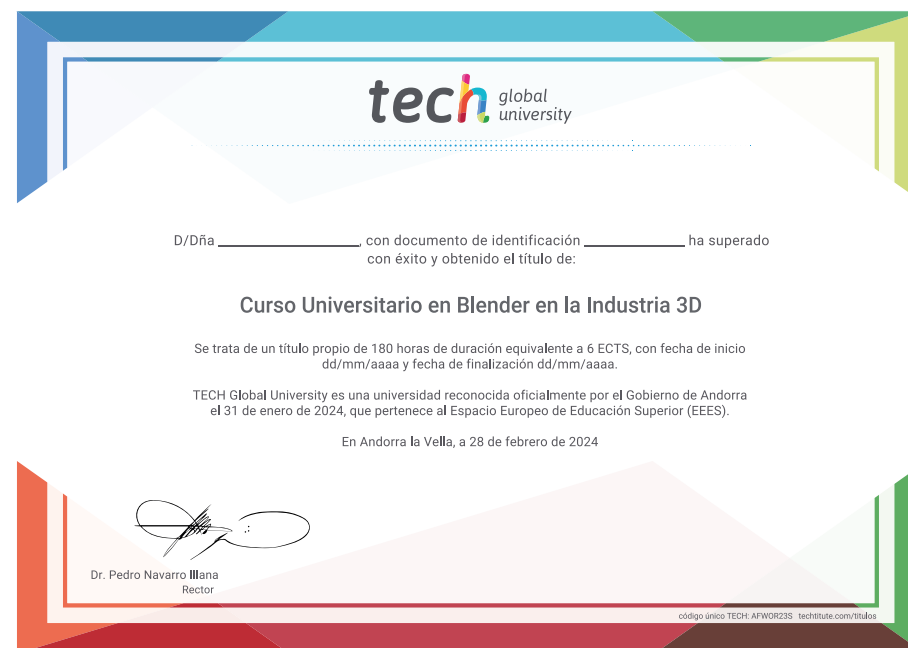 tech global university
D/Dña ____________________, con documento de identificación ______________ ha superado
con éxito y obtenido el título de:
Curso Universitario en Blender en la Industria 3D
Se trata de un título propio de 180 horas de duración equivalente a 6 ECTS, con fecha de inicio
dd/mm/aaaa y fecha de finalización dd/mm/aaaa.
TECH Global University es una universidad reconocida oficialmente por el Gobierno de Andorra
el 31 de enero de 2024, que pertenece al Espacio Europeo de Educación Superior (EEES).
En Andorra la Vella, a 28 de febrero de 2024
Dr. Pedro Navarro Illana
Rector
código único TECH: AFWOR23S techtitute.com/titulos